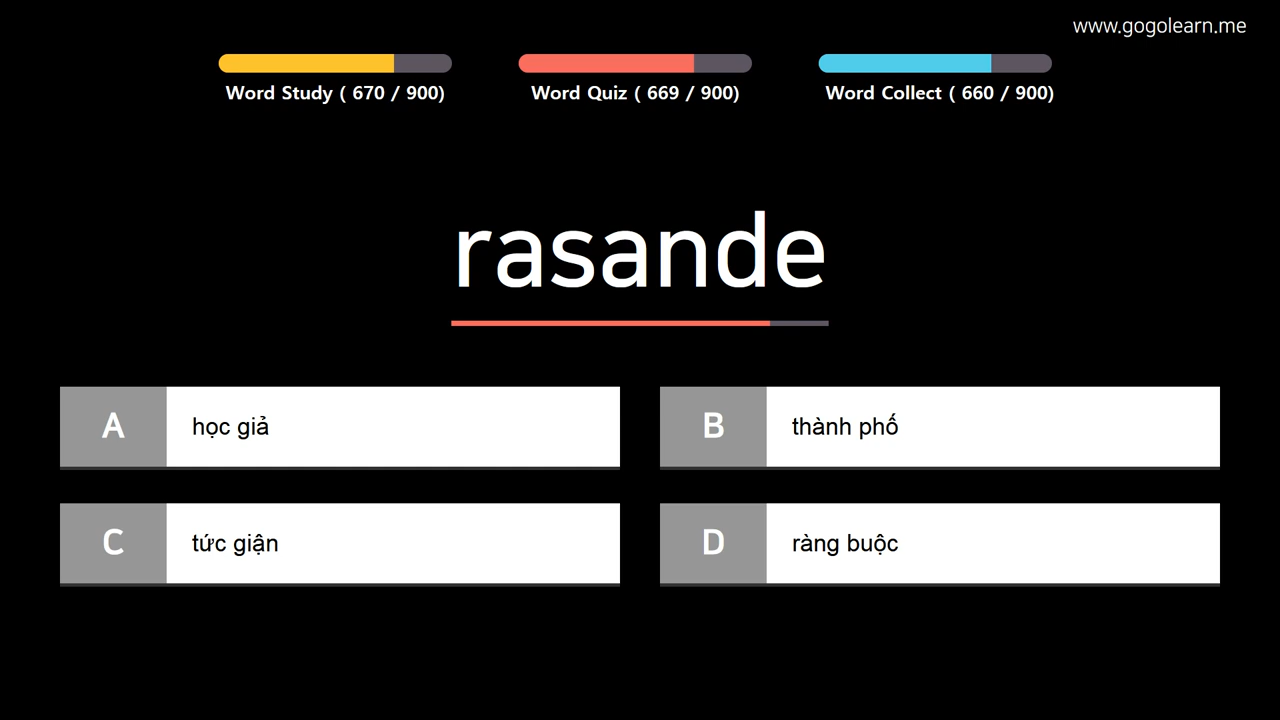 www.gogolearn.me
Word Study ( 670 / 900)
Word Quiz ( 669 / 900)
Word Collect ( 660 / 900)
rasande
A học giả
B thành phố
C tức giận
D ràng buộc